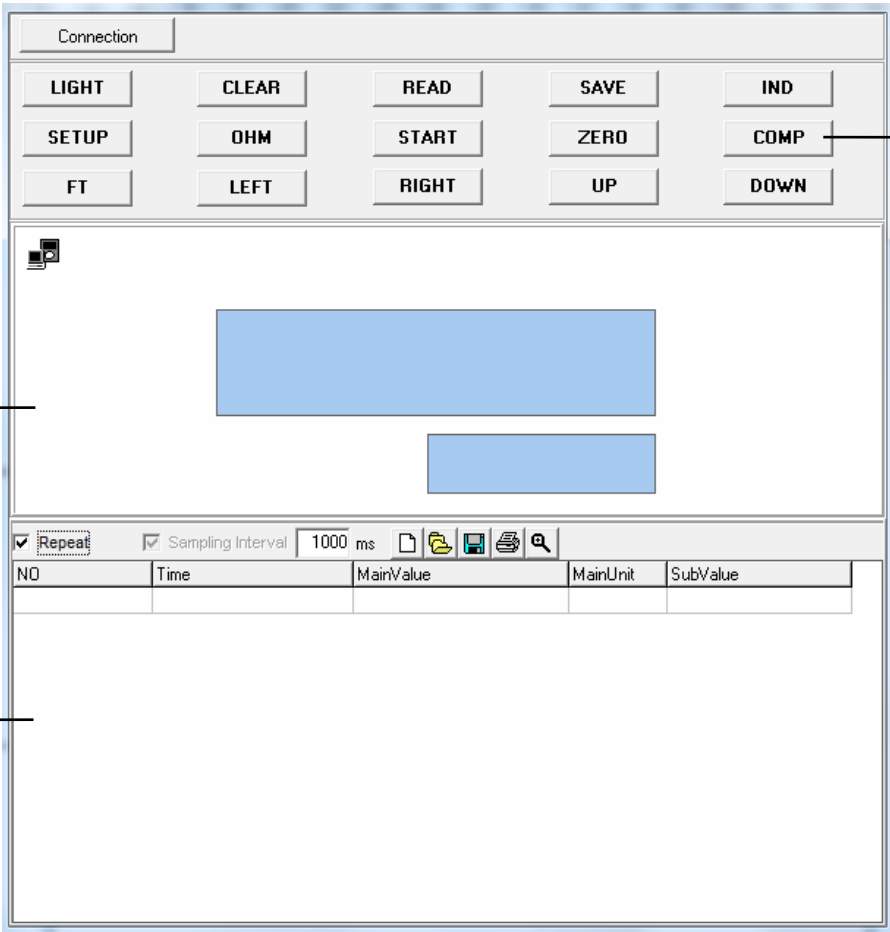 Connection
LIGHT CLEAR READ SAVE IND
SETUP OHM START ZERO COMP
FT LEFT RIGHT UP DOWN
Repeat Sampling Interval 1000 ms
NO Time MainValue MainUnit SubValue